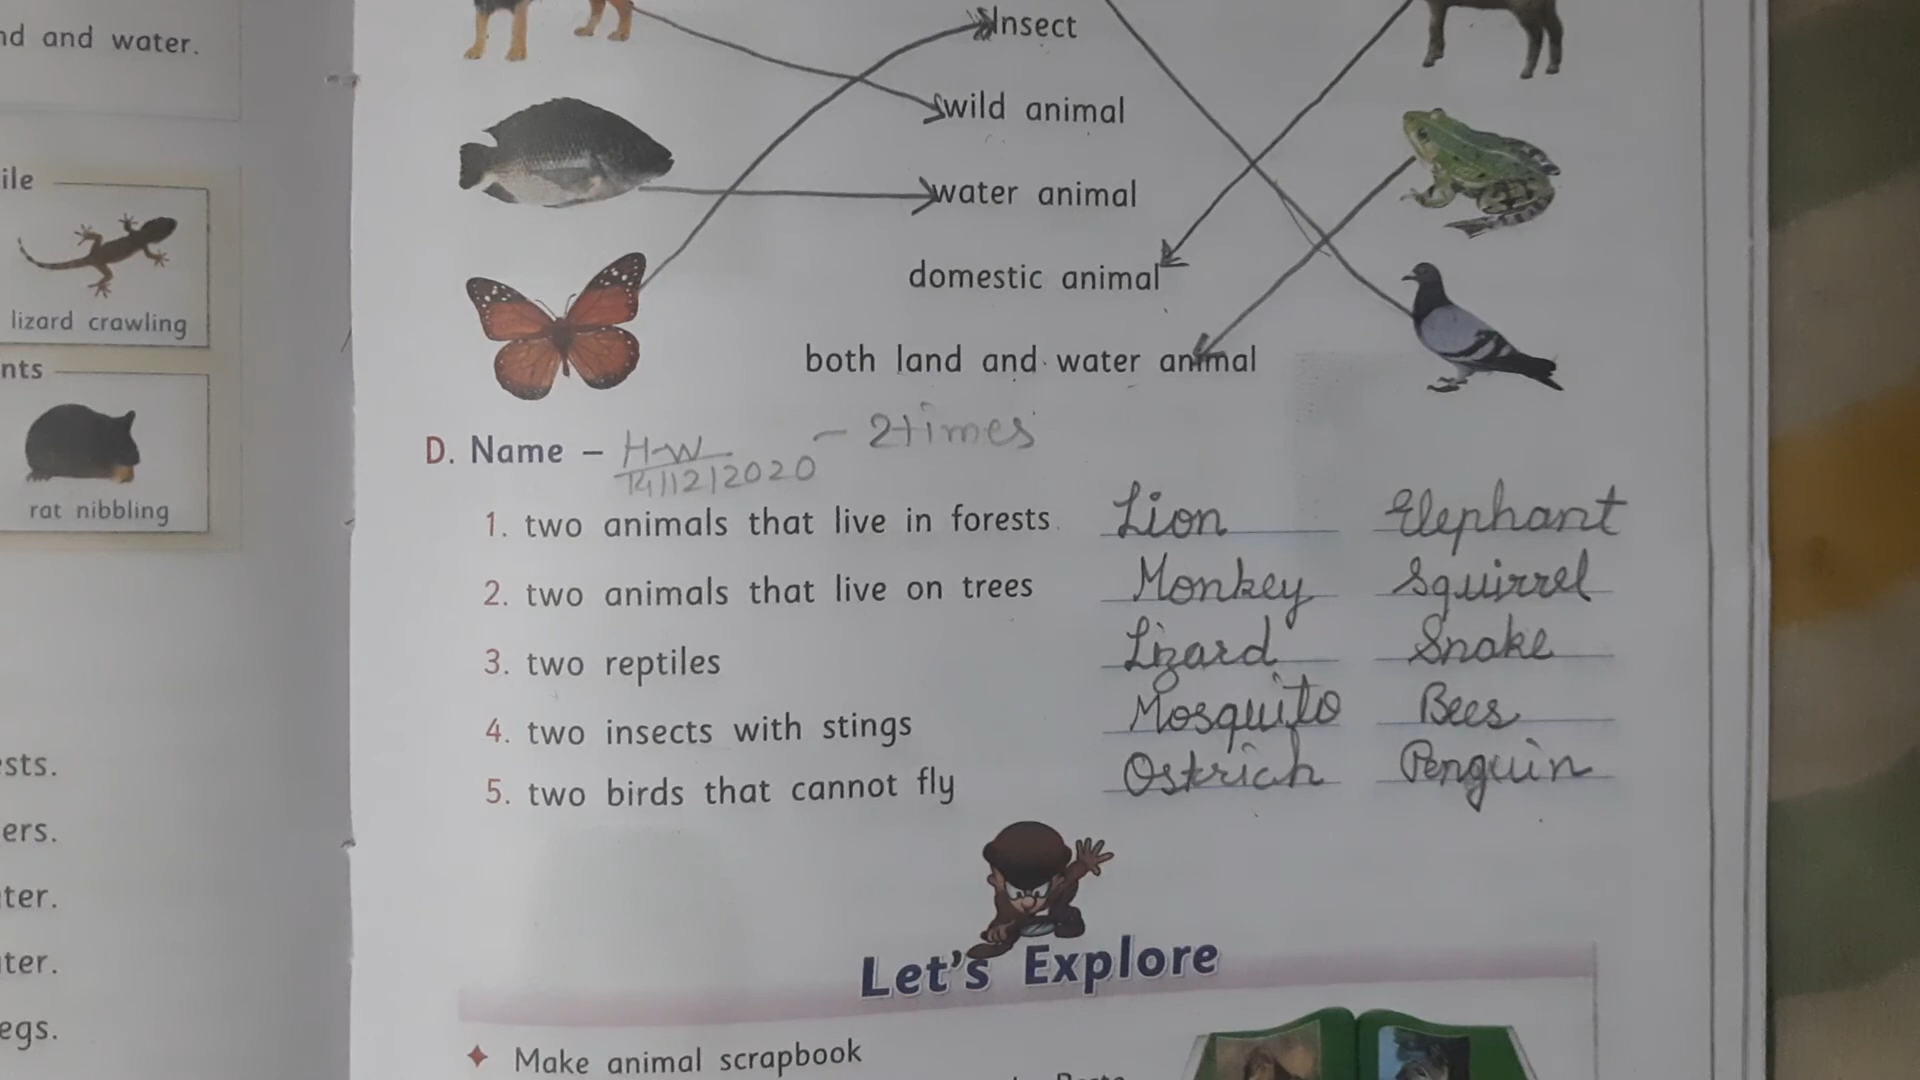 nd and water.
ile
lizard crawling
nts
rat nibbling
sts.
ers.
ter.
ter.
egs.
Insect
wild animal
water animal
domestic animal
both land and water animal
D. Name – H-W - 2 times
14/12/2020
1. two animals that live in forests Lion Elephant
2. two animals that live on trees Monkey Squirrel
3. two reptiles Lizard Snake
4. two insects with stings Mosquito Bees
5. two birds that cannot fly Ostrich Penguin
Let's Explore
Make animal scrapbook